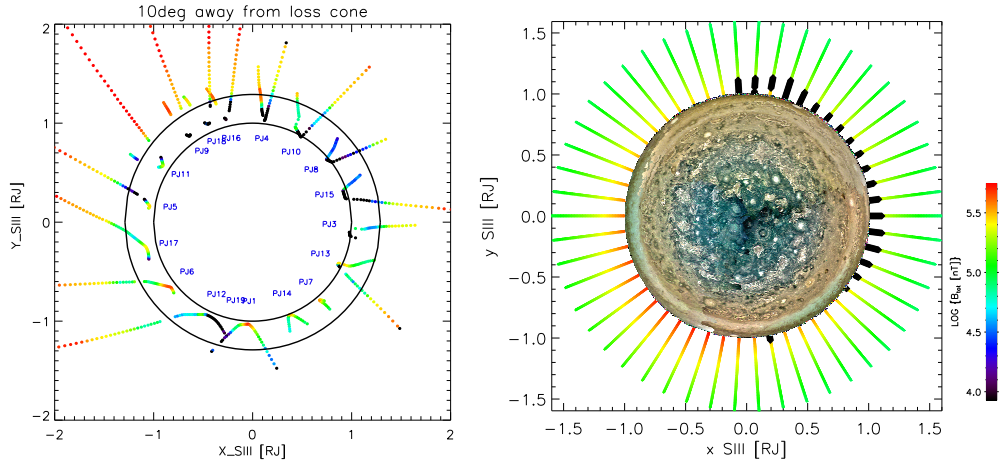 10deg away from loss cone
2
1
0
-1
-2
Y_SIII [RJ]
-2
-1
0
1
2
X_SIII [RJ]
PJ16
PJ4
PJ9
PJ10
PJ11
PJ8
PJ15
PJ5
PJ3
PJ17
PJ13
PJ6
PJ7
PJ12
PJ19
PJ1
PJ14
1.5
1.0
0.5
0.0
-0.5
-1.0
-1.5
y SIII [RJ]
-1.5
-1.0
-0.5
0.0
0.5
1.0
1.5
x SIII [RJ]
5.5
5.0
4.5
4.0
LOG {Btot [nT]}